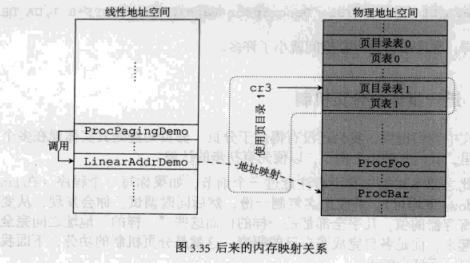 线性地址空间
物理地址空间
页目录表0
页表0
cr3
页目录表1
页表1
使用页目录1
ProcPagingDemo
调用
LinearAddrDemo
地址映射
ProcFoo
ProcBar
图 3.35 后来的内存映射关系